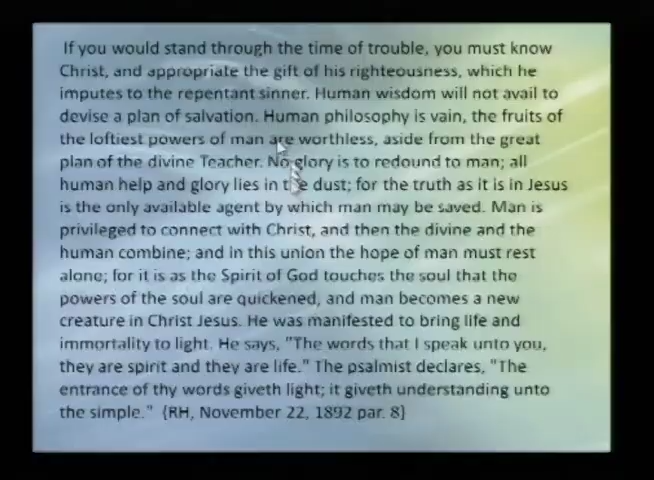 If you would stand through the time of trouble, you must know
Christ, and appropriate the gift of his righteousness, which he
imputes to the repentant sinner. Human wisdom will not avail to
devise a plan of salvation. Human philosophy is vain, the fruits of
the loftiest powers of man are worthless, aside from the great
plan of the divine Teacher. No glory is to redound to man; all
human help and glory lies in the dust; for the truth as it is in Jesus
is the only available agent by which man may be saved. Man is
privileged to connect with Christ, and then the divine and the
human combine; and in this union the hope of man must rest
alone; for it is as the Spirit of God touches the soul that the
powers of the soul are quickened, and man becomes a new
creature in Christ Jesus. He was manifested to bring life and
immortality to light. He says, "The words that I speak unto you,
they are spirit and they are life." The psalmist declares, "The
entrance of thy words giveth light; it giveth understanding unto
the simple." {RH, November 22, 1892 par. 8}